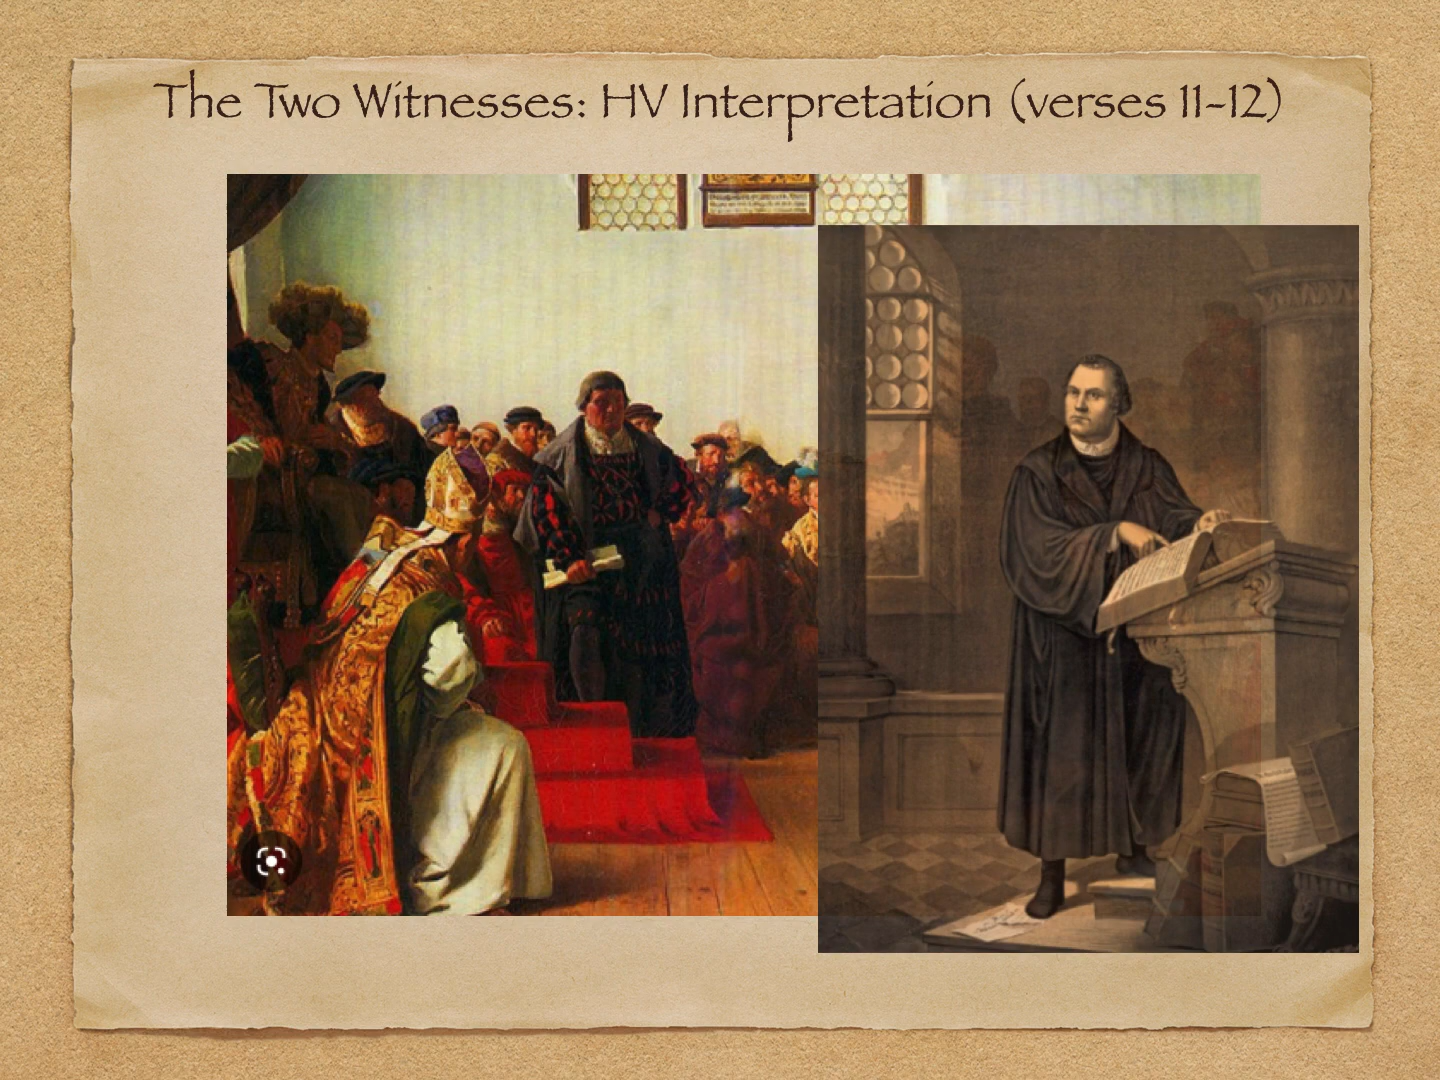 The Two Witnesses: HV Interpretation (verses 11-12)